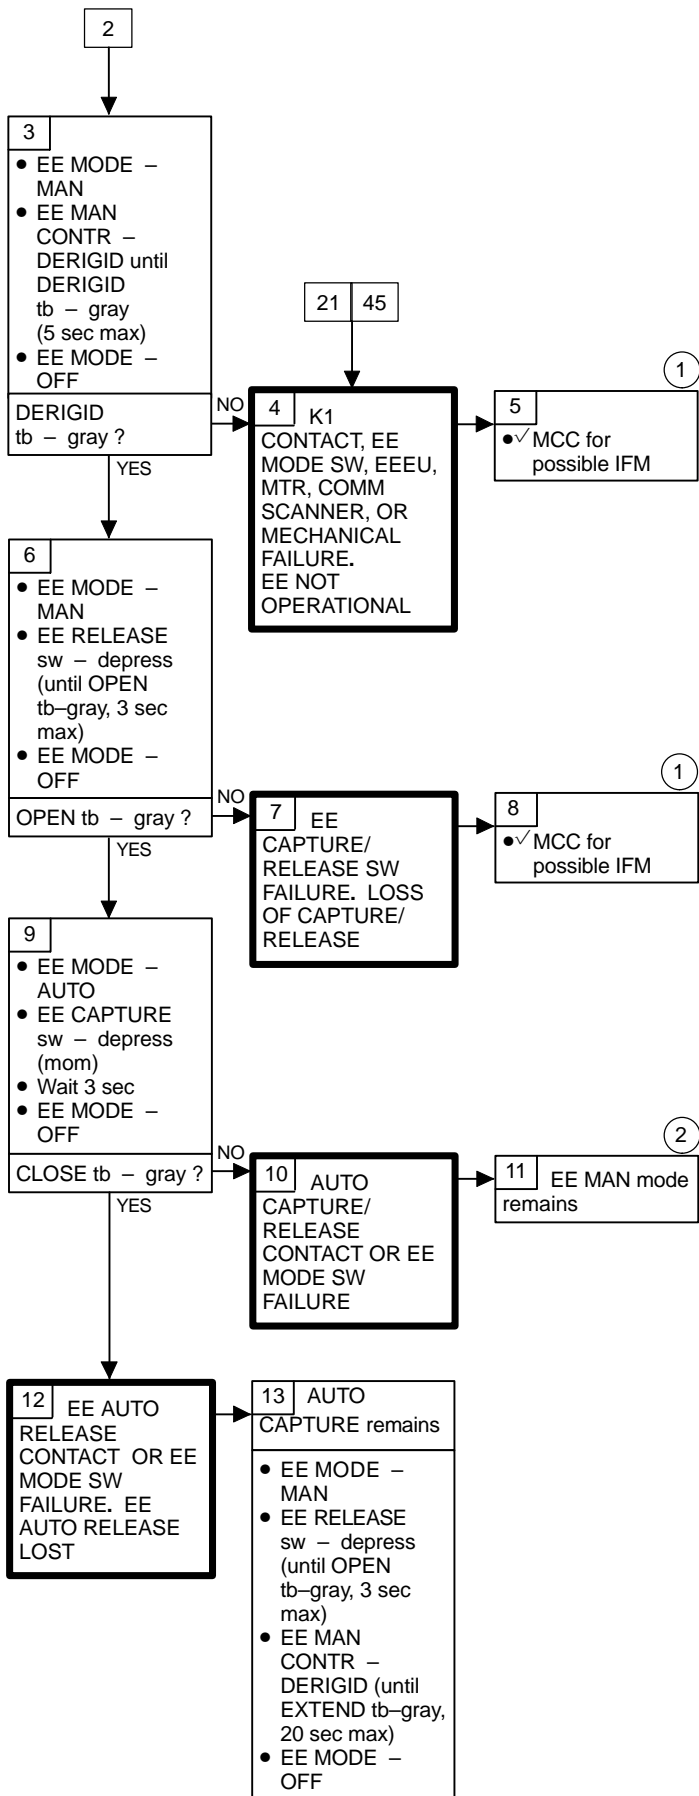 2
3
● EE MODE –
MAN
● EE MAN
CONTR –
DERIGID until
DERIGID
tb – gray
(5 sec max)
● EE MODE –
OFF
DERIGID
tb – gray ?
NO
YES
21 45
4 K1
CONTACT, EE
MODE SW, EEEU,
MTR, COMM
SCANNER, OR
MECHANICAL
FAILURE.
EE NOT
OPERATIONAL
1
5
●√ MCC for
possible IFM
6
● EE MODE –
MAN
● EE RELEASE
sw – depress
(until OPEN
tb–gray, 3 sec
max)
● EE MODE –
OFF
OPEN tb – gray ?
NO
YES
7 EE
CAPTURE/
RELEASE SW
FAILURE. LOSS
OF CAPTURE/
RELEASE
1
8
●√ MCC for
possible IFM
9
● EE MODE –
AUTO
● EE CAPTURE
sw – depress
(mom)
● Wait 3 sec
● EE MODE –
OFF
CLOSE tb – gray ?
NO
YES
10 AUTO
CAPTURE/
RELEASE
CONTACT OR EE
MODE SW
FAILURE
2
11 EE MAN mode
remains
12 EE AUTO
RELEASE
CONTACT OR EE
MODE SW
FAILURE. EE
AUTO RELEASE
LOST
13 AUTO
CAPTURE remains
● EE MODE –
MAN
● EE RELEASE
sw – depress
(until OPEN
tb–gray, 3 sec
max)
● EE MAN
CONTR –
DERIGID (until
EXTEND tb–gray,
20 sec max)
● EE MODE –
OFF